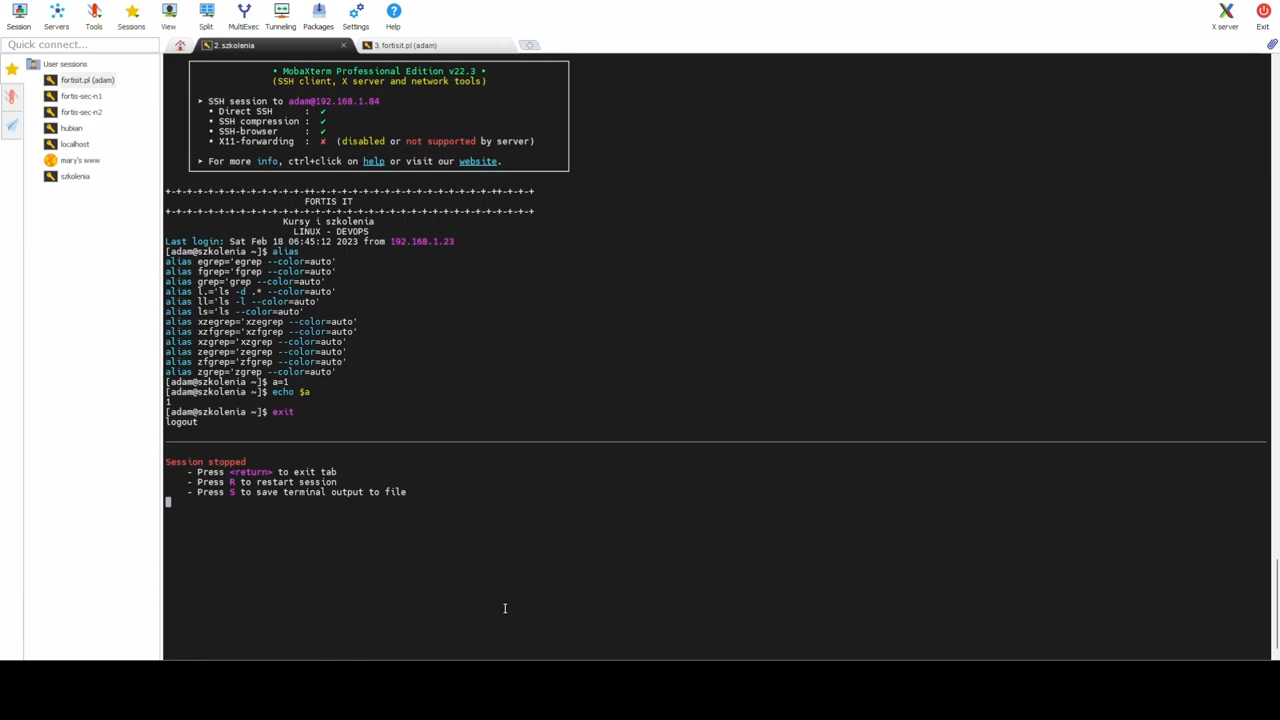 Session Servers Tools Sessions View Split MultiExec Tunneling Packages Settings Help X server Exit
Quick connect... 2. szkolenia 3. fortisit.pl (adam)
User sessions
fortisit.pl (adam)
fortis-sec-n1
fortis-sec-n2
hubian
localhost
mary's www
szkolenia
• MobaXterm Professional Edition v22.3 •
(SSH client, X server and network tools)
➤ SSH session to adam@192.168.1.84
• Direct SSH : ✔
• SSH compression : ✔
• SSH-browser : ✔
• X11-forwarding : ✘ (disabled or not supported by server)
➤ For more info, ctrl+click on help or visit our website.
+-+-+-+-+-+-+-+-+-+-+-+-+-+-+-+-+-+-+-+-+-+-+-+-+-+-+-+-+-+-++-+-+-+
FORTIS IT
+-+-+-+-+-+-+-+-+-+-+-+-+-+-+-+-+-+-+-+-+-+-+-+-+-+-+-+-+-+-++-+-+-+
Kursy i szkolenia
LINUX - DEVOPS
Last login: Sat Feb 18 06:45:12 2023 from 192.168.1.23
[adam@szkolenia ~]$ alias
alias egrep='egrep --color=auto'
alias fgrep='fgrep --color=auto'
alias grep='grep --color=auto'
alias l.='ls -d .* --color=auto'
alias ll='ls -l --color=auto'
alias ls='ls --color=auto'
alias xzegrep='xzegrep --color=auto'
alias xzfgrep='xzfgrep --color=auto'
alias xzgrep='xzgrep --color=auto'
alias zegrep='zegrep --color=auto'
alias zfgrep='zfgrep --color=auto'
alias zgrep='zgrep --color=auto'
[adam@szkolenia ~]$ a=1
[adam@szkolenia ~]$ echo $a
1
[adam@szkolenia ~]$ exit
logout
Session stopped
- Press <return> to exit tab
- Press R to restart session
- Press S to save terminal output to file